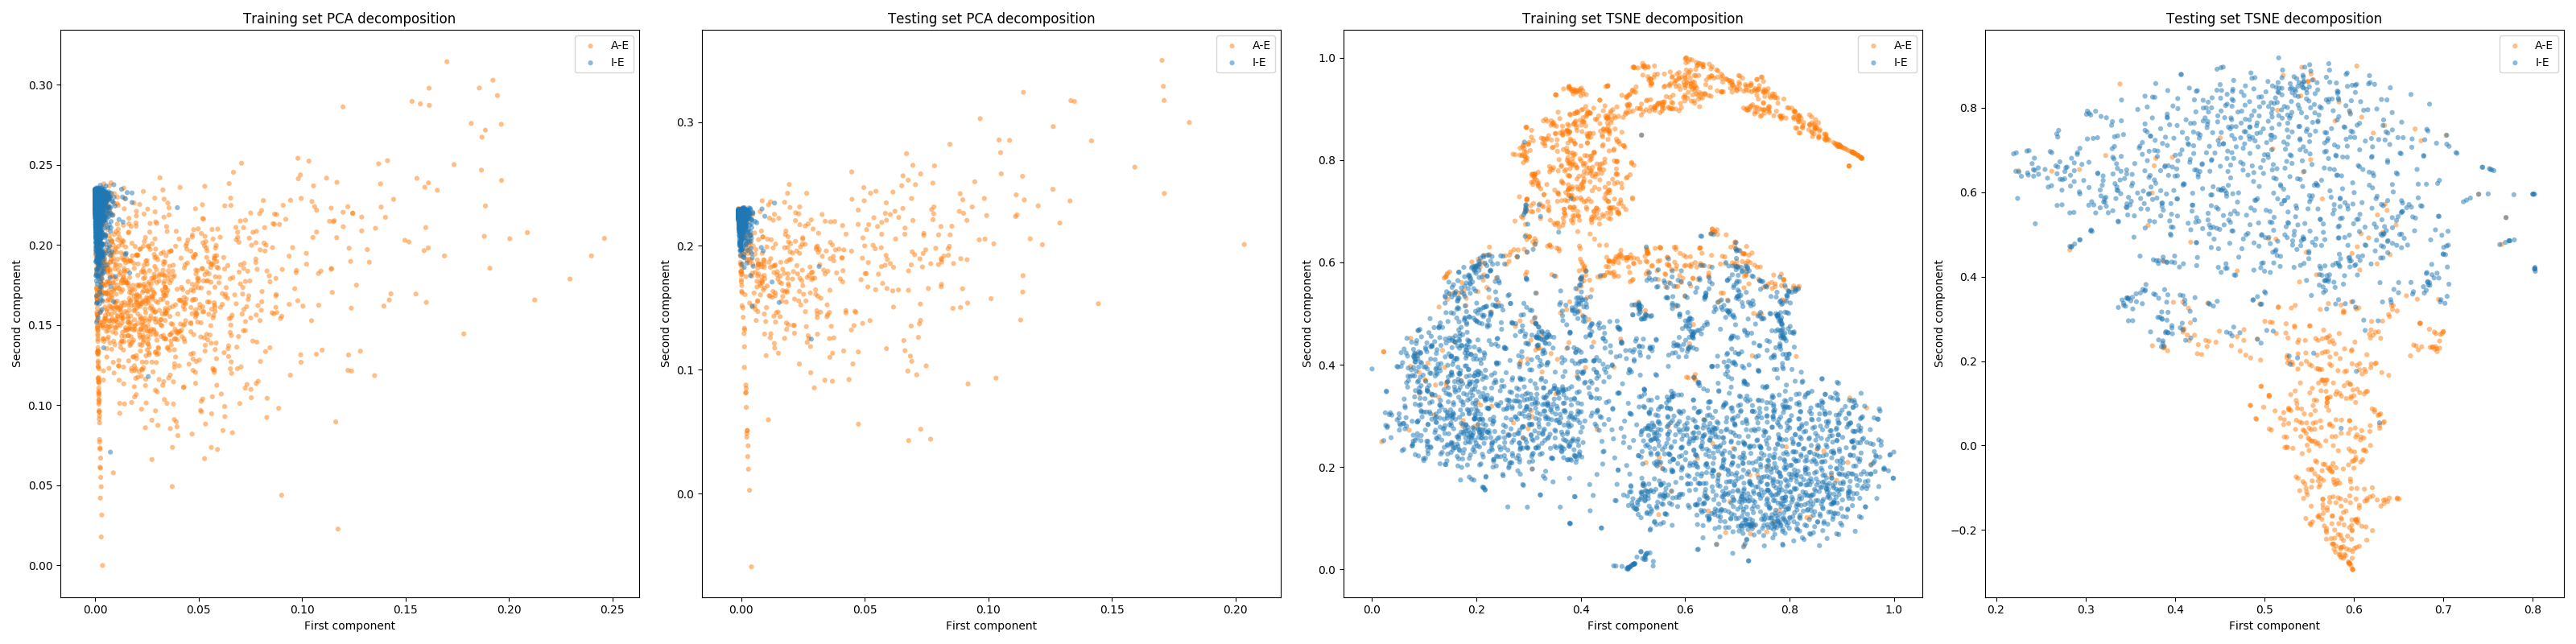 Training set PCA decomposition
A-E
I-E
0.30
0.25
0.20
0.15
0.10
0.05
0.00
Second component
0.00 0.05 0.10 0.15 0.20 0.25
First component
Testing set PCA decomposition
A-E
I-E
0.3
0.2
0.1
0.0
Second component
0.00 0.05 0.10 0.15 0.20
First component
Training set TSNE decomposition
A-E
I-E
1.0
0.8
0.6
0.4
0.2
0.0
Second component
0.0 0.2 0.4 0.6 0.8 1.0
First component
Testing set TSNE decomposition
A-E
I-E
0.8
0.6
0.4
0.2
0.0
−0.2
Second component
0.2 0.3 0.4 0.5 0.6 0.7 0.8
First component